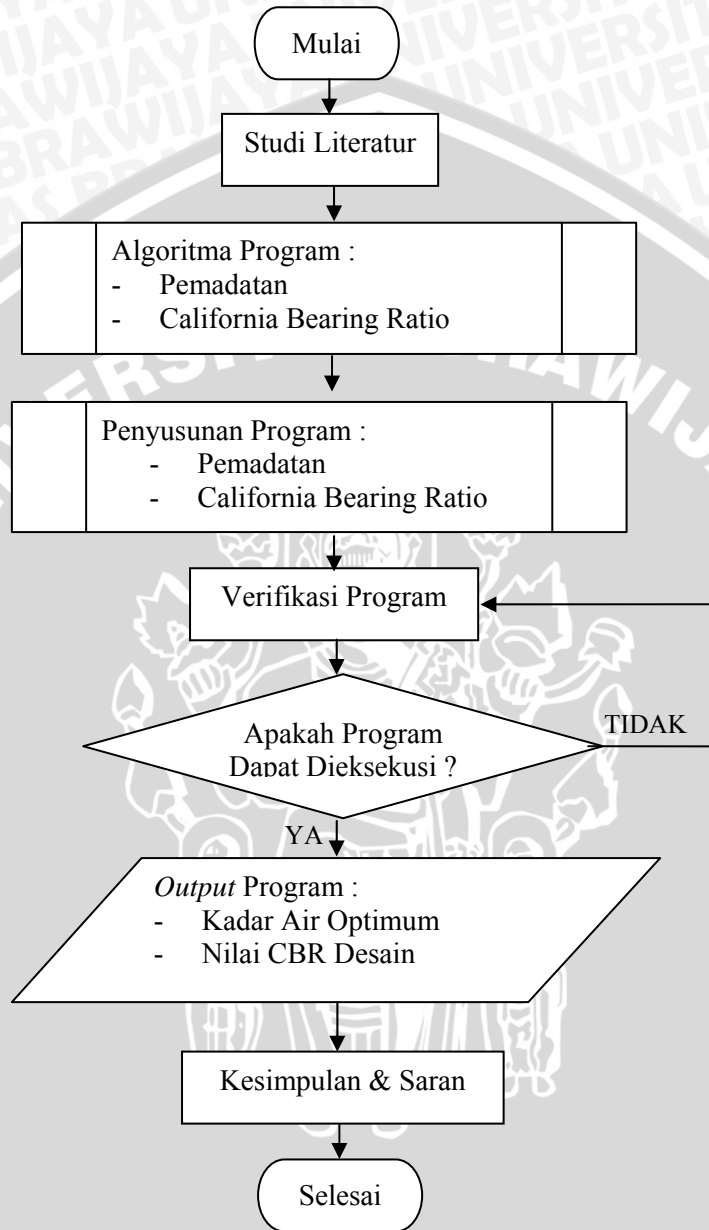 Mulai
Studi Literatur
Algoritma Program :
- Pemadatan
- California Bearing Ratio
Penyusunan Program :
- Pemadatan
- California Bearing Ratio
Verifikasi Program
Apakah Program
Dapat Dieksekusi ?
TIDAK
YA
Output Program :
- Kadar Air Optimum
- Nilai CBR Desain
Kesimpulan & Saran
Selesai